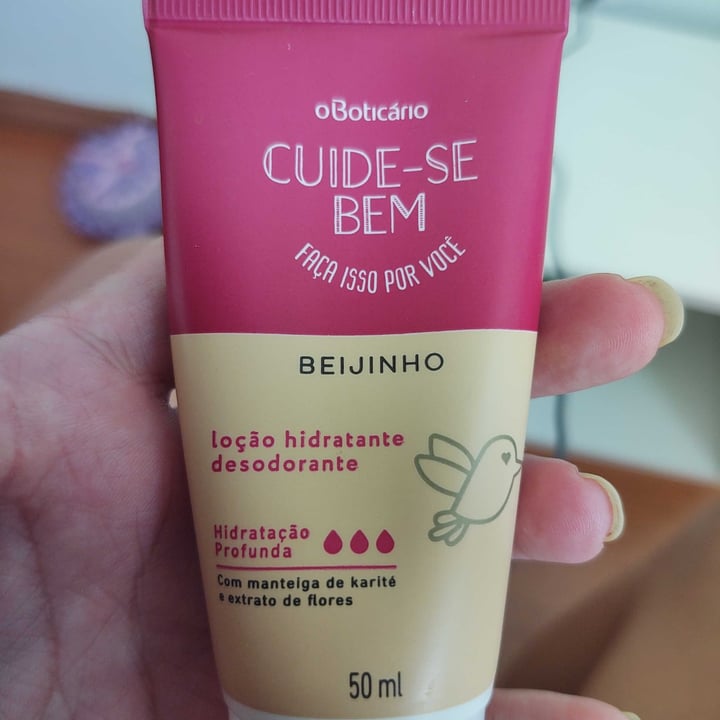 oBoticário
CUIDE-SE
BEM
FAÇA ISSO POR VOCÊ
BEIJINHO
loção hidratante
desodorante
Hidratação
Profunda
Com manteiga de karité
e extrato de flores
50 ml